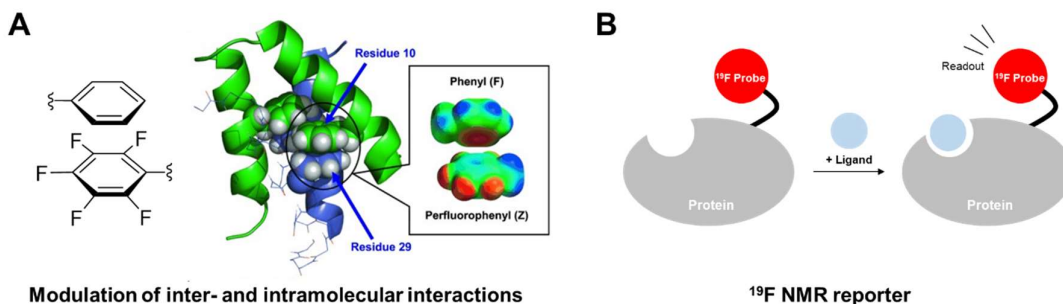 A
F
F
F
F
F
Residue 10
Residue 29
Phenyl (F)
Perfluorophenyl (Z)
Modulation of inter- and intramolecular interactions
B
¹⁹F Probe
Protein
+ Ligand
Readout
¹⁹F Probe
Protein
¹⁹F NMR reporter